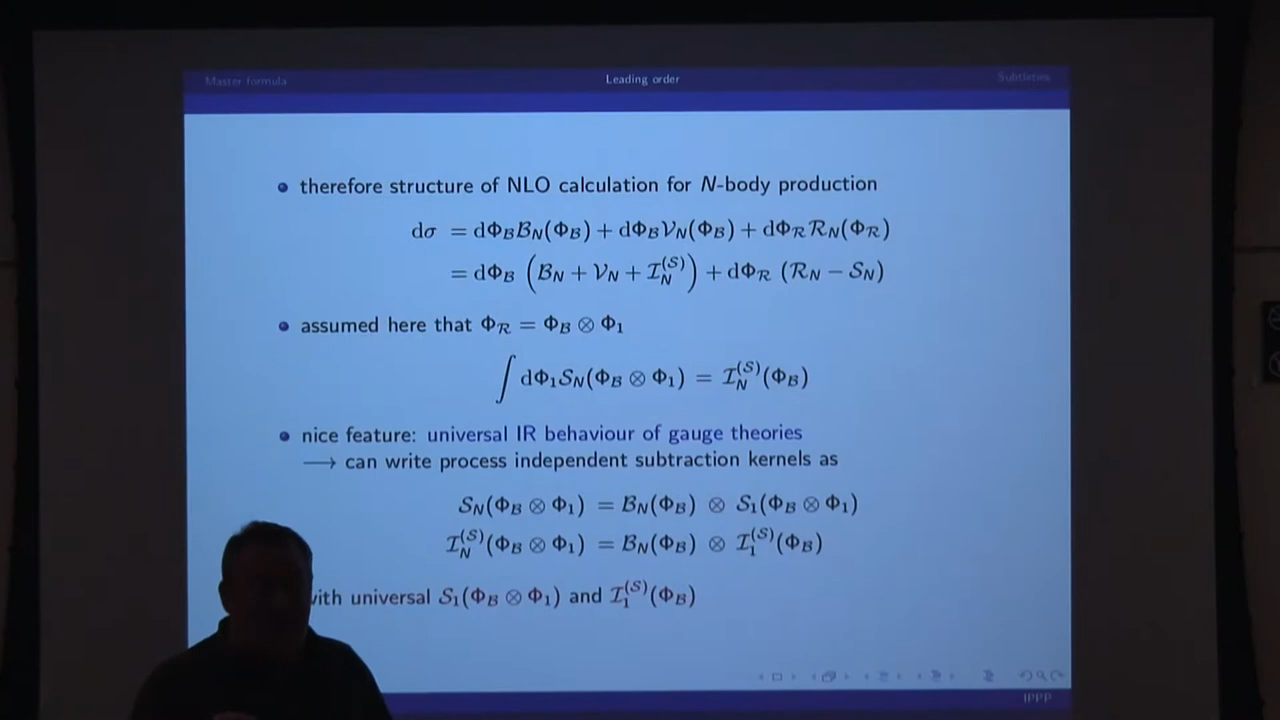 Master formula
Leading order
Subtleties
• therefore structure of NLO calculation for N-body production
dσ = dΦ_B B_N(Φ_B) + dΦ_B V_N(Φ_B) + dΦ_R R_N(Φ_R)
= dΦ_B (B_N + V_N + I_N^(S)) + dΦ_R (R_N − S_N)
• assumed here that Φ_R = Φ_B ⊗ Φ_1
∫ dΦ_1 S_N(Φ_B ⊗ Φ_1) = I_N^(S)(Φ_B)
• nice feature: universal IR behaviour of gauge theories
⟶ can write process independent subtraction kernels as
S_N(Φ_B ⊗ Φ_1) = B_N(Φ_B) ⊗ S_1(Φ_B ⊗ Φ_1)
I_N^(S)(Φ_B ⊗ Φ_1) = B_N(Φ_B) ⊗ I_1^(S)(Φ_B)
with universal S_1(Φ_B ⊗ Φ_1) and I_1^(S)(Φ_B)
IPPP